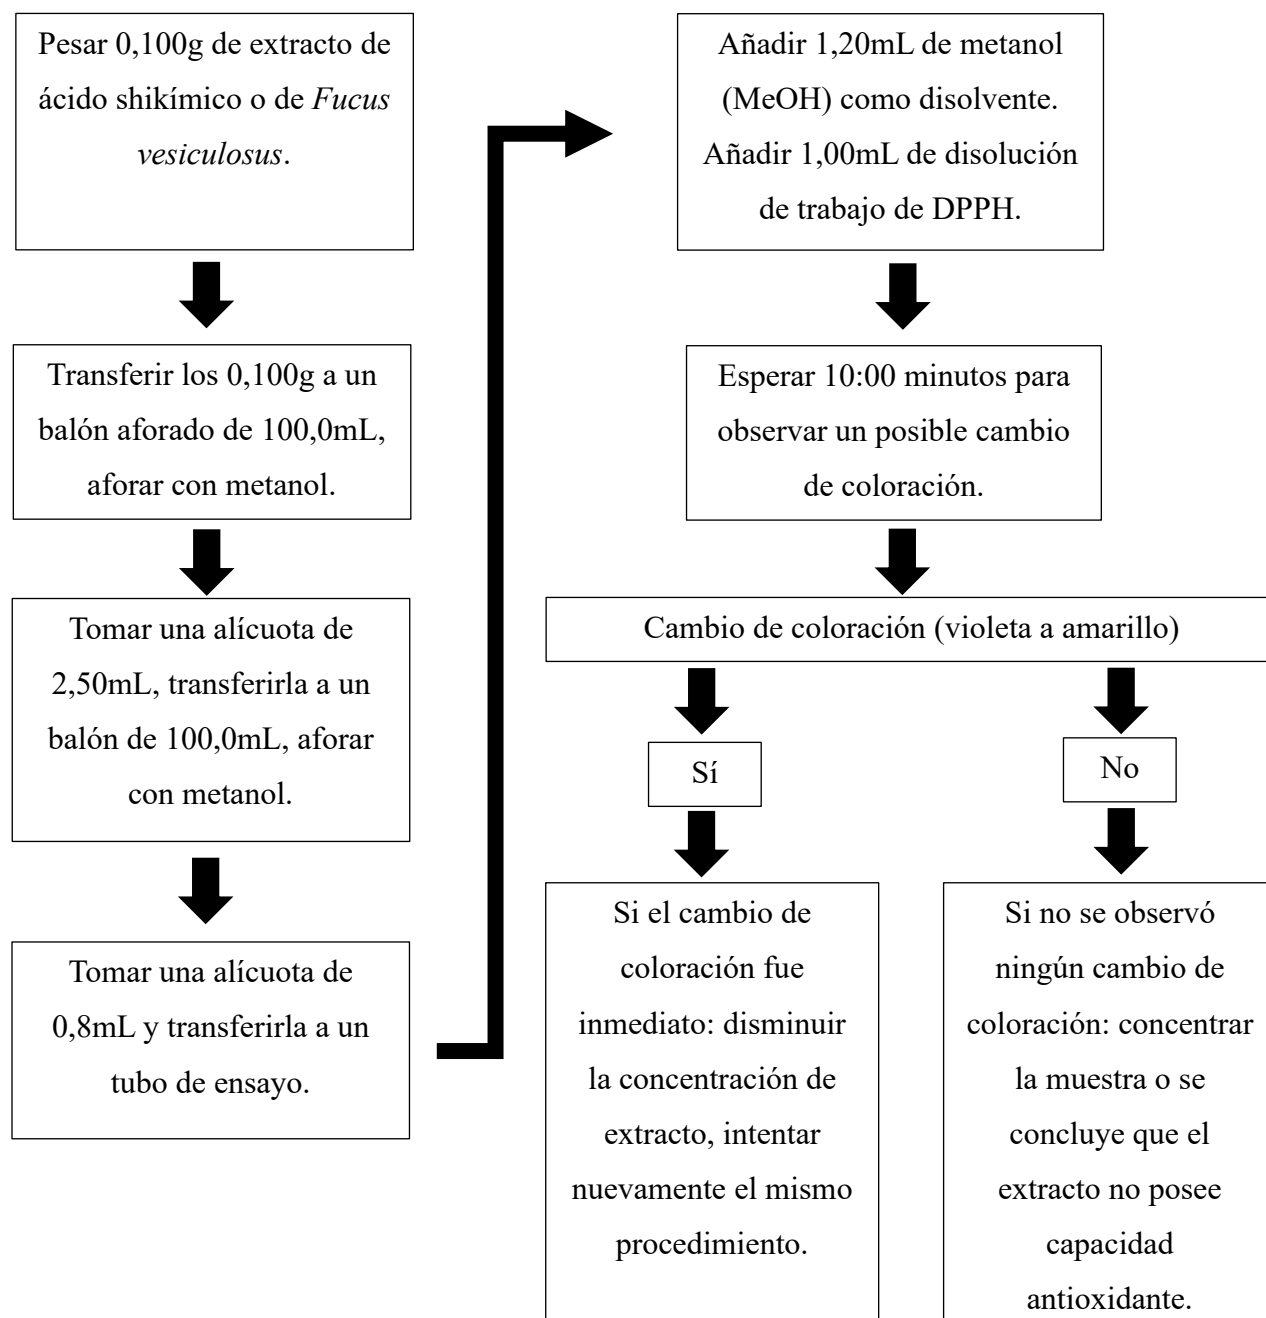 Pesar 0,100g de extracto de
ácido shikímico o de Fucus
vesiculosus.
Transferir los 0,100g a un
balón aforado de 100,0mL,
aforar con metanol.
Tomar una alícuota de
2,50mL, transferirla a un
balón de 100,0mL, aforar
con metanol.
Tomar una alícuota de
0,8mL y transferirla a un
tubo de ensayo.
Añadir 1,20mL de metanol
(MeOH) como disolvente.
Añadir 1,00mL de disolución
de trabajo de DPPH.
Esperar 10:00 minutos para
observar un posible cambio
de coloración.
Cambio de coloración (violeta a amarillo)
Sí
No
Si el cambio de
coloración fue
inmediato: disminuir
la concentración de
extracto, intentar
nuevamente el mismo
procedimiento.
Si no se observó
ningún cambio de
coloración: concentrar
la muestra o se
concluye que el
extracto no posee
capacidad
antioxidante.